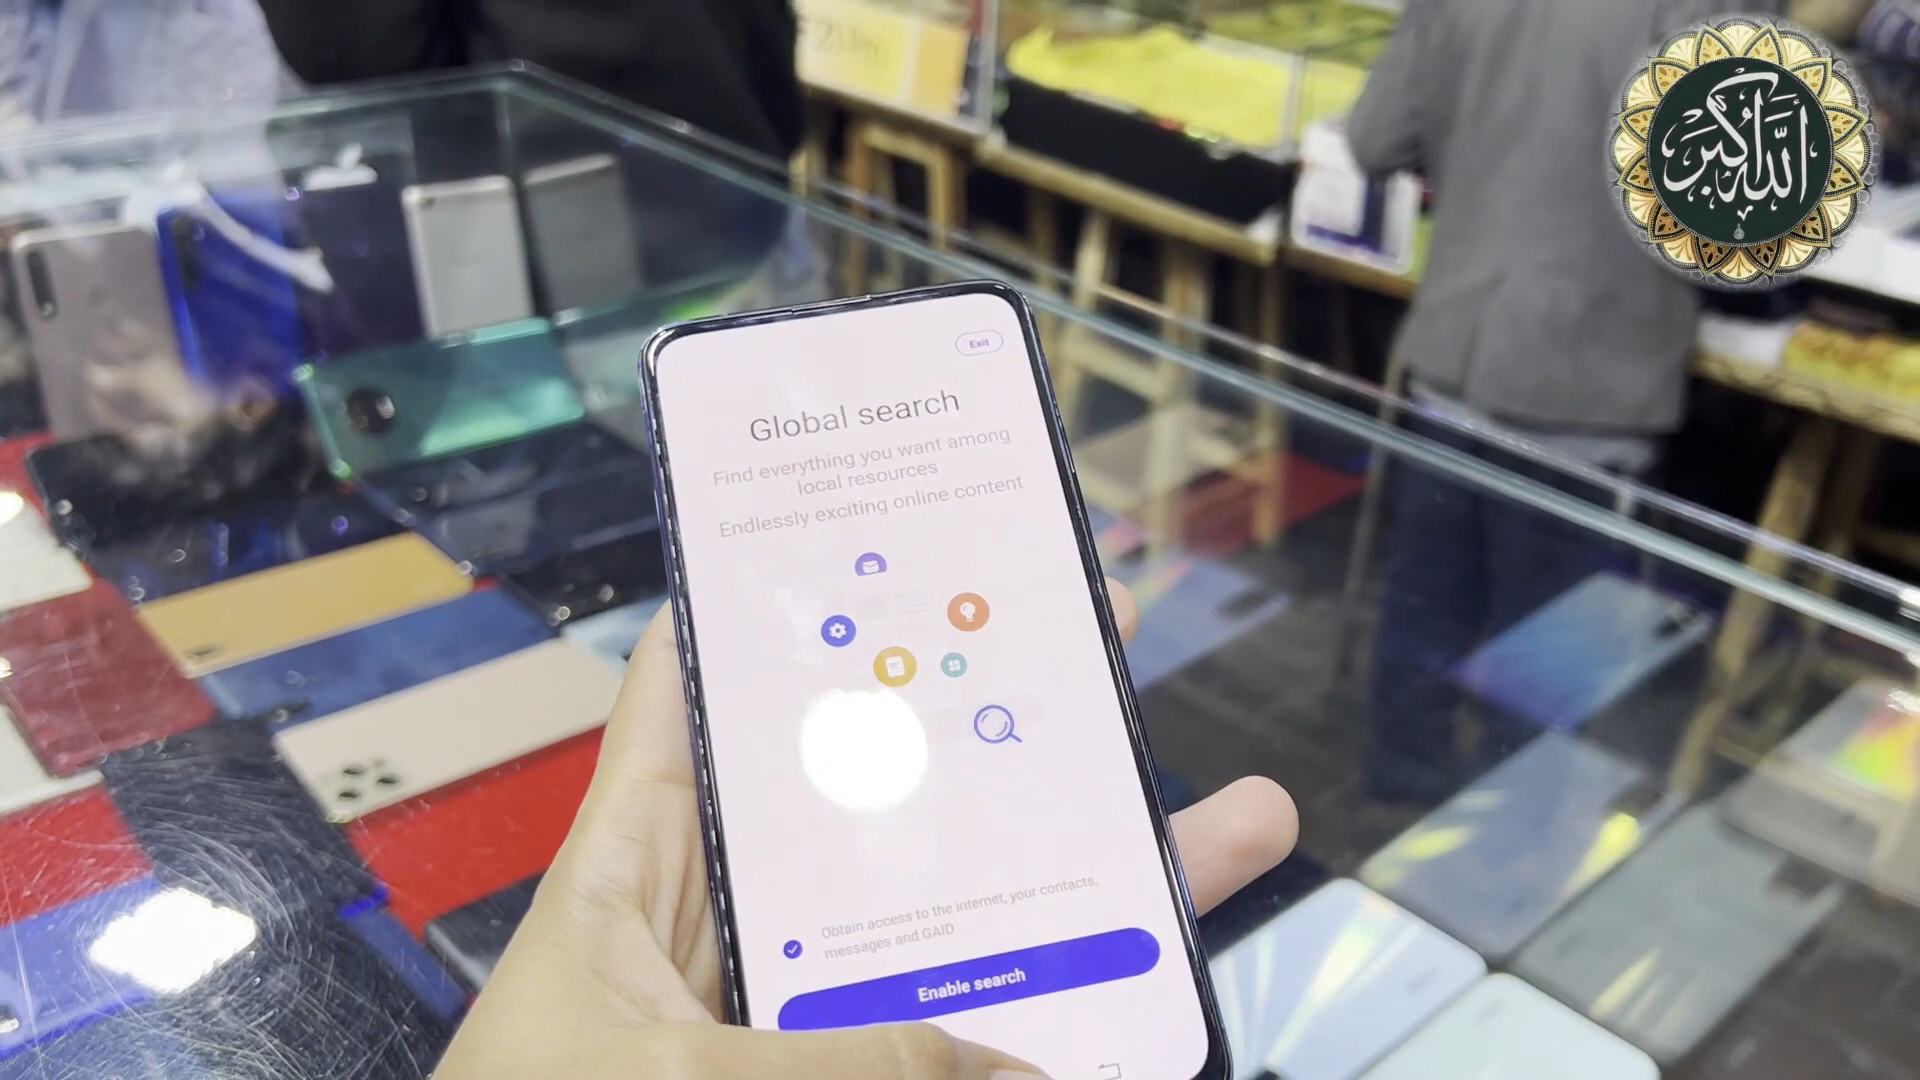 الله أكبر
Exit
Global search
Find everything you want among
local resources
Endlessly exciting online content
Obtain access to the internet, your contacts,
messages and GAID
Enable search